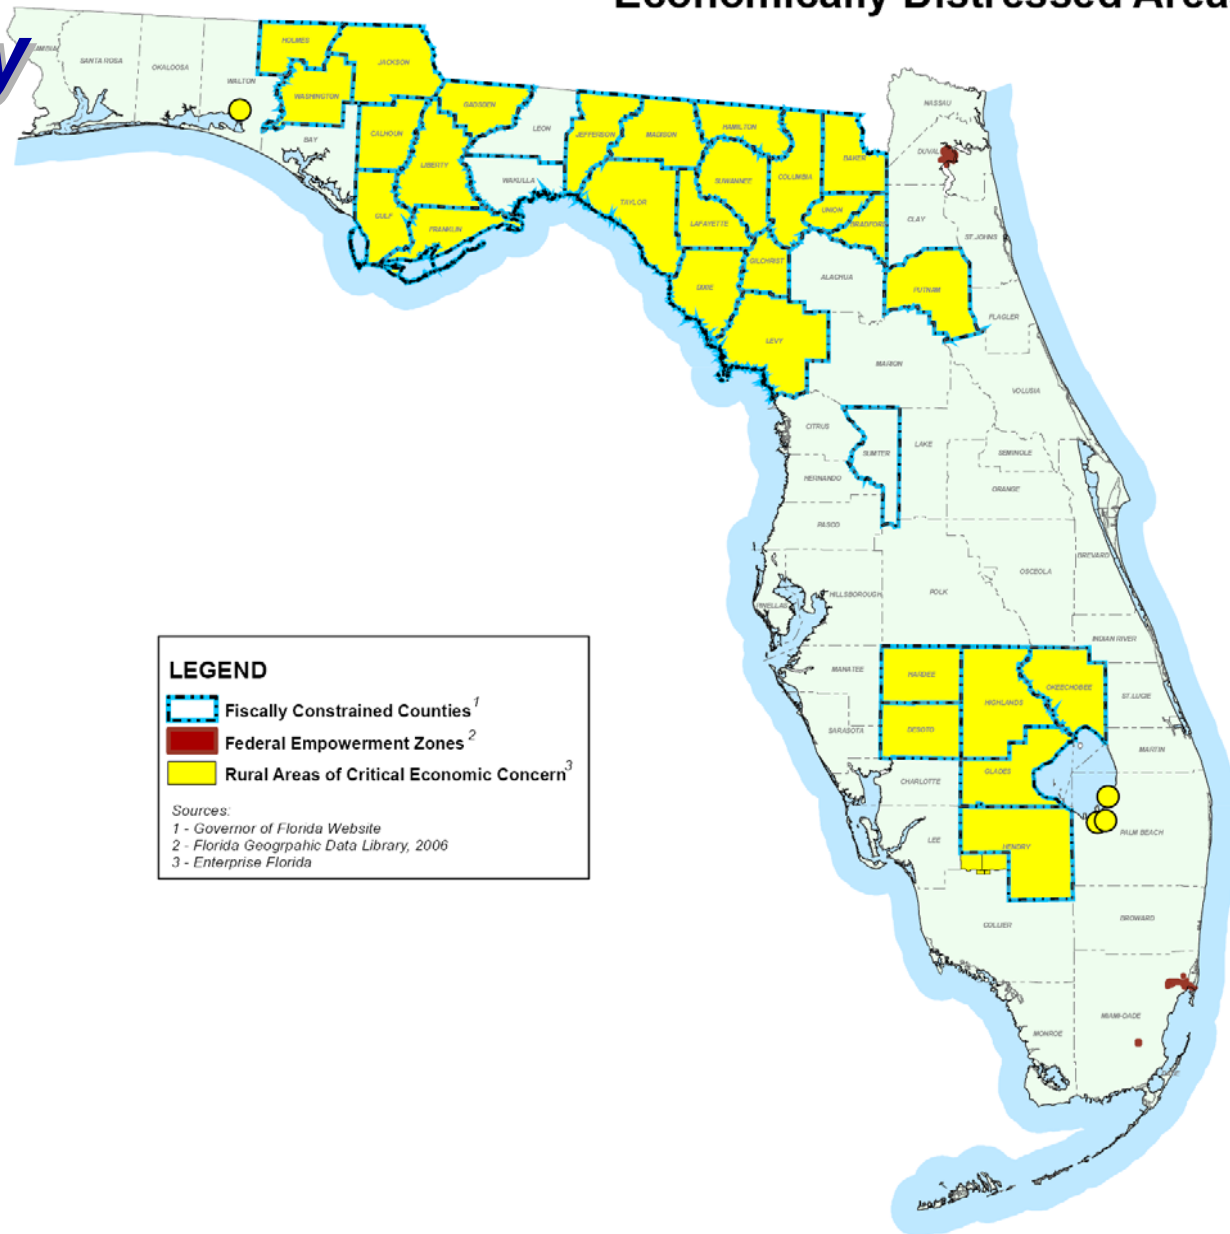 Economically Distressed Area
y
SANTA ROSA
OKALOOSA
WALTON
HOLMES
JACKSON
WASHINGTON
BAY
CALHOUN
GULF
LIBERTY
GADSDEN
FRANKLIN
LEON
WAKULLA
JEFFERSON
MADISON
TAYLOR
HAMILTON
SUWANNEE
LAFAYETTE
COLUMBIA
BAKER
UNION
BRADFORD
GILCHRIST
DIXIE
LEVY
ALACHUA
NASSAU
DUVAL
CLAY
ST.JOHNS
PUTNAM
FLAGLER
MARION
VOLUSIA
CITRUS
SUMTER
LAKE
SEMINOLE
HERNANDO
ORANGE
PASCO
BREVARD
OSCEOLA
POLK
HILLSBOROUGH
PINELLAS
INDIAN RIVER
MANATEE
HARDEE
HIGHLANDS
OKEECHOBEE
ST.LUCIE
SARASOTA
DESOTO
MARTIN
CHARLOTTE
GLADES
LEE
HENDRY
PALM BEACH
COLLIER
BROWARD
MIAMI-DADE
MONROE
LEGEND
Fiscally Constrained Counties 1
Federal Empowerment Zones 2
Rural Areas of Critical Economic Concern 3
Sources:
1 - Governor of Florida Website
2 - Florida Geogrpahic Data Library, 2006
3 - Enterprise Florida